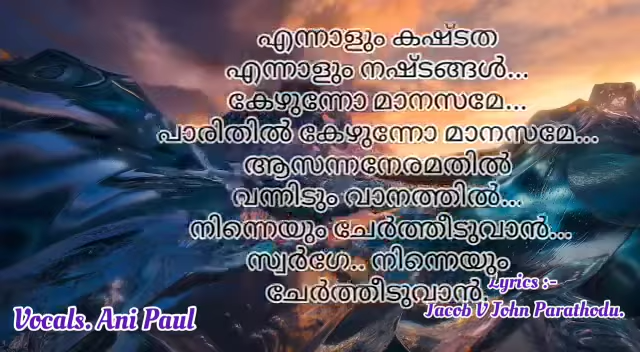 എന്നാളും കഷ്ടത
എന്നാളും നഷ്ടങ്ങൾ...
കേഴുന്നോ മാനസമേ...
പാരിതിൽ കേഴുന്നോ മാനസമേ...
ആസന്നനേരമതിൽ
വന്നിടും വാനത്തിൽ...
നിന്നെയും ചേർത്തീടുവാൻ...
സ്വർഗേ.. നിന്നെയും
ചേർത്തീടുവാൻ.
Lyrics :-
Jacob V John Parathodu.
Vocals. Ani Paul